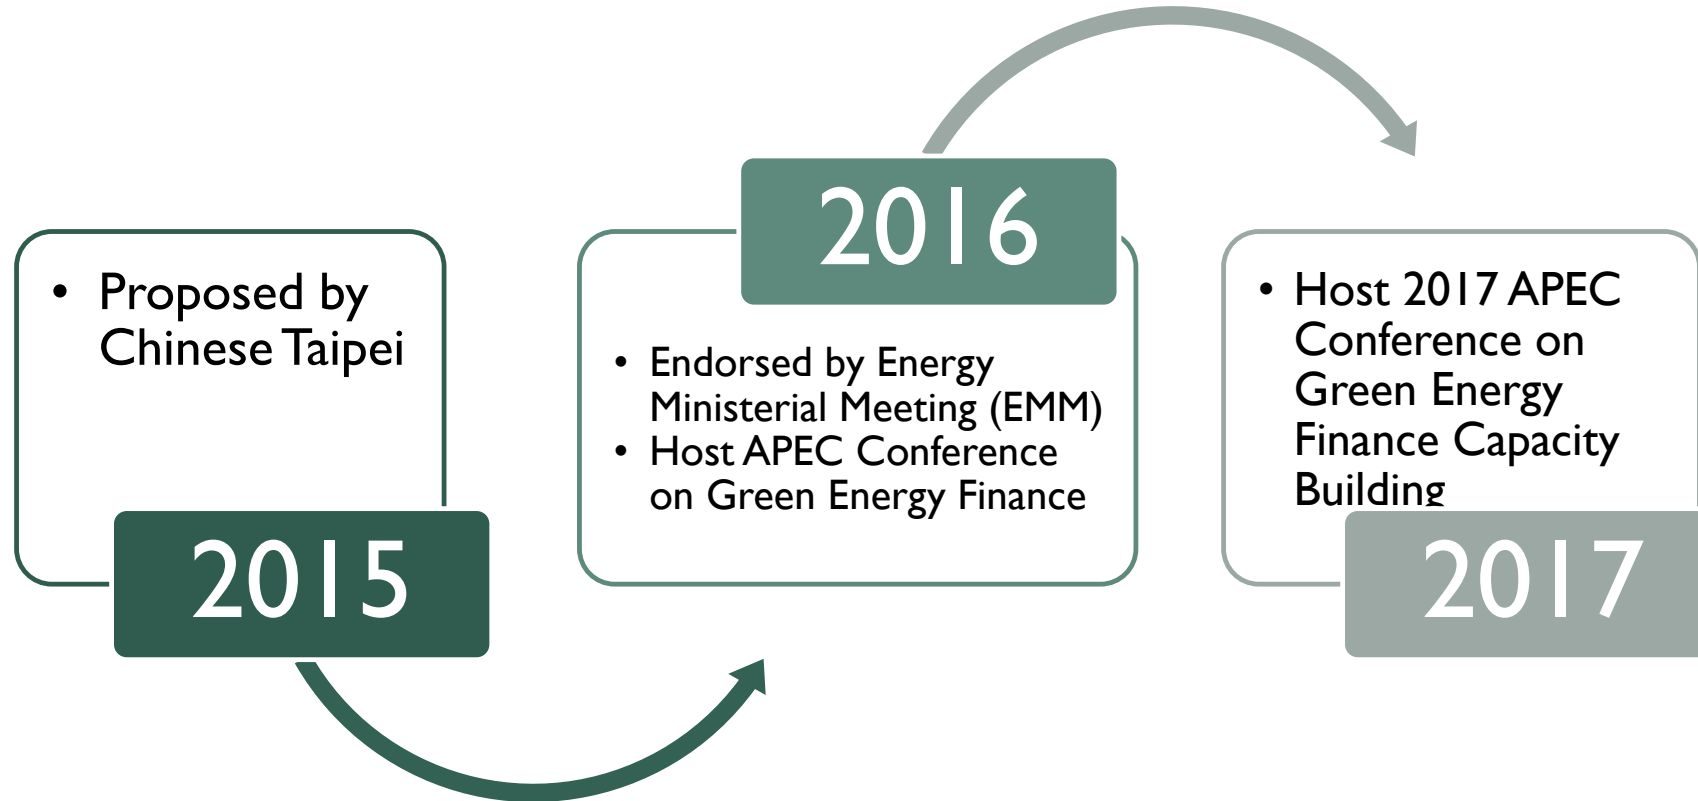 • Proposed by
Chinese Taipei
2015
2016
• Endorsed by Energy
Ministerial Meeting (EMM)
• Host APEC Conference
on Green Energy Finance
• Host 2017 APEC
Conference on
Green Energy
Finance Capacity
Building
2017